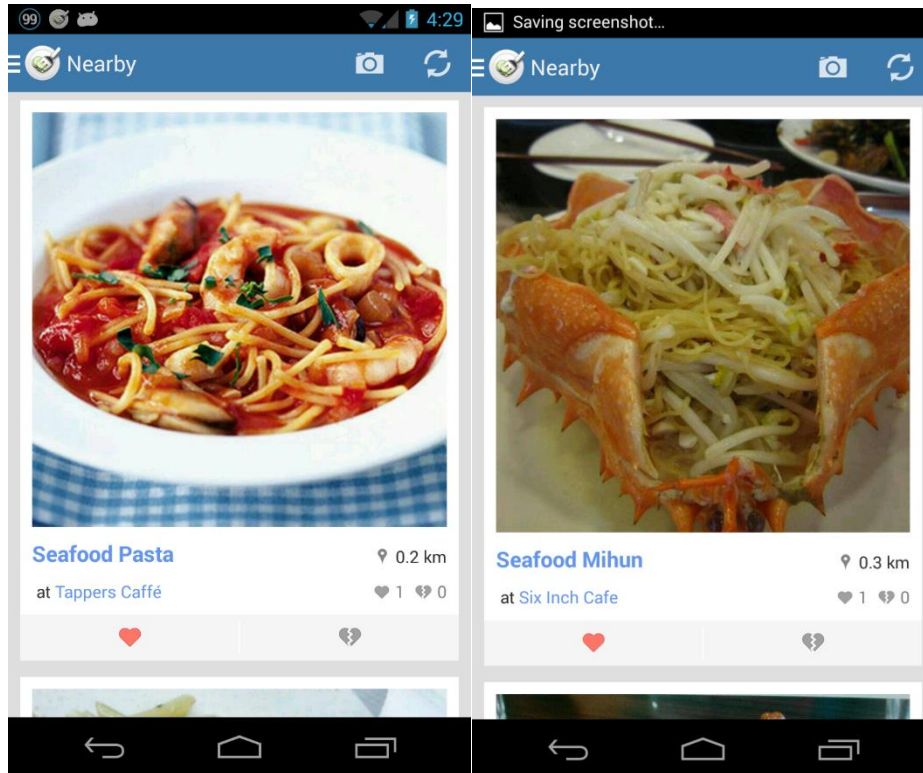 99
4:29
Nearby
Seafood Pasta
0.2 km
at Tappers Caffé
1
0
Saving screenshot...
Nearby
Seafood Mihun
0.3 km
at Six Inch Cafe
1
0